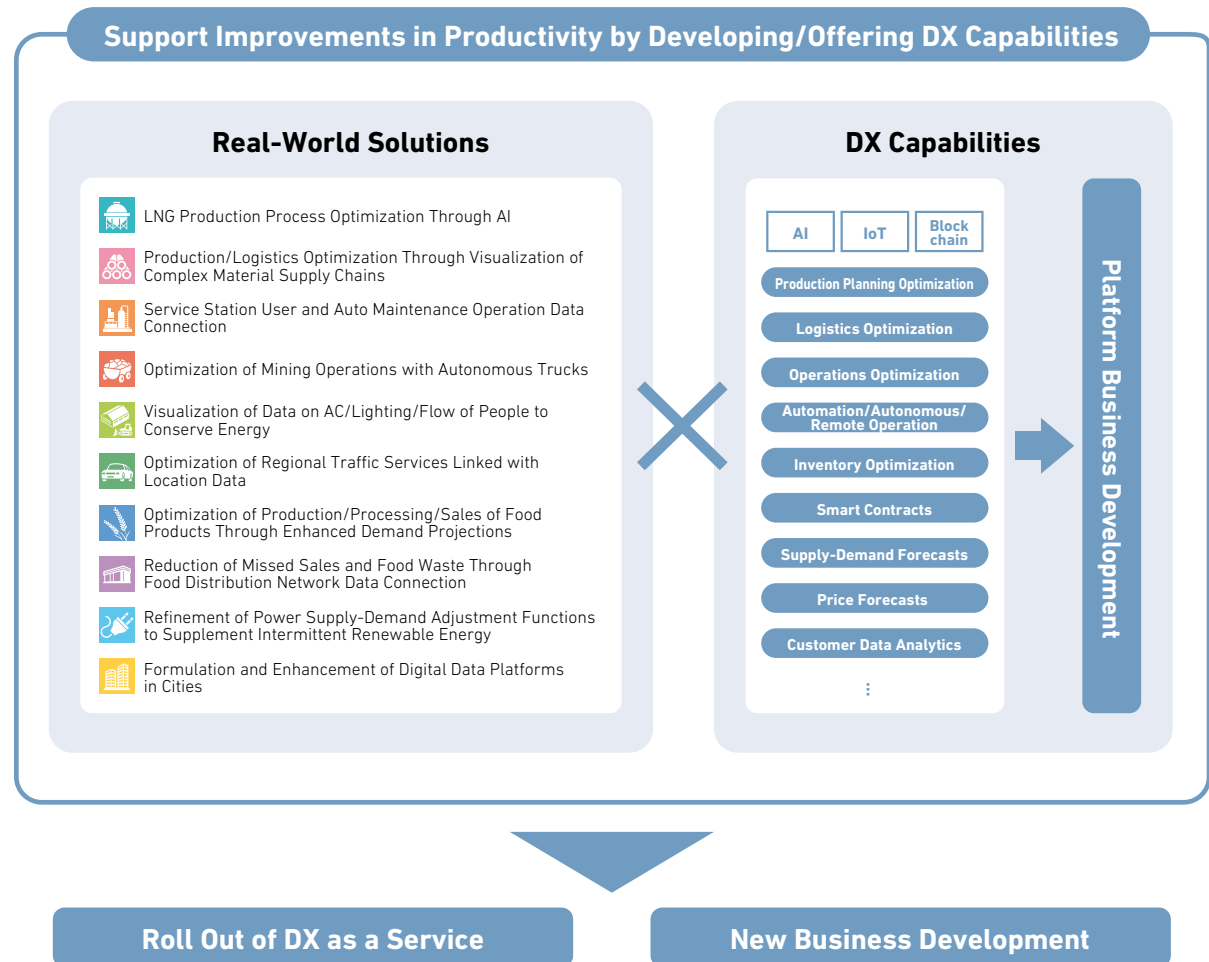 Support Improvements in Productivity by Developing/Offering DX Capabilities
Real-World Solutions
LNG Production Process Optimization Through AI
Production/Logistics Optimization Through Visualization of
Complex Material Supply Chains
Service Station User and Auto Maintenance Operation Data
Connection
Optimization of Mining Operations with Autonomous Trucks
Visualization of Data on AC/Lighting/Flow of People to
Conserve Energy
Optimization of Regional Traffic Services Linked with
Location Data
Optimization of Production/Processing/Sales of Food
Products Through Enhanced Demand Projections
Reduction of Missed Sales and Food Waste Through
Food Distribution Network Data Connection
Refinement of Power Supply-Demand Adjustment Functions
to Supplement Intermittent Renewable Energy
Formulation and Enhancement of Digital Data Platforms
in Cities
DX Capabilities
AI
IoT
Block
chain
Production Planning Optimization
Logistics Optimization
Operations Optimization
Automation/Autonomous/
Remote Operation
Inventory Optimization
Smart Contracts
Supply-Demand Forecasts
Price Forecasts
Customer Data Analytics
⋮
Platform Business Development
Roll Out of DX as a Service
New Business Development